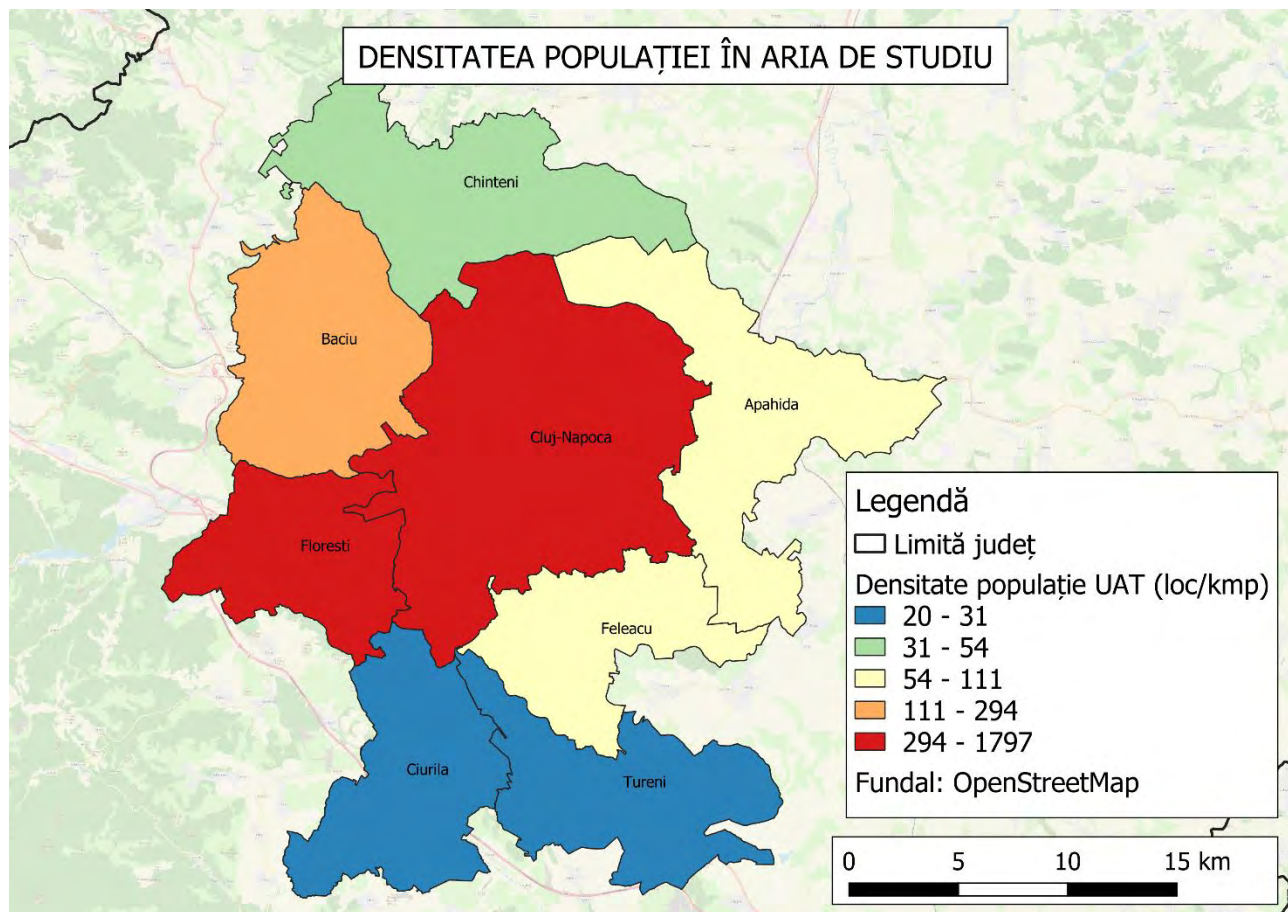 DENSITATEA POPULAȚIEI ÎN ARIA DE STUDIU
Chinteni
Baciu
Apahida
Cluj-Napoca
Floresti
Feleacu
Ciurila
Tureni
Legendă
Limită județ
Densitate populație UAT (loc/kmp)
20 - 31
31 - 54
54 - 111
111 - 294
294 - 1797
Fundal: OpenStreetMap
0 5 10 15 km